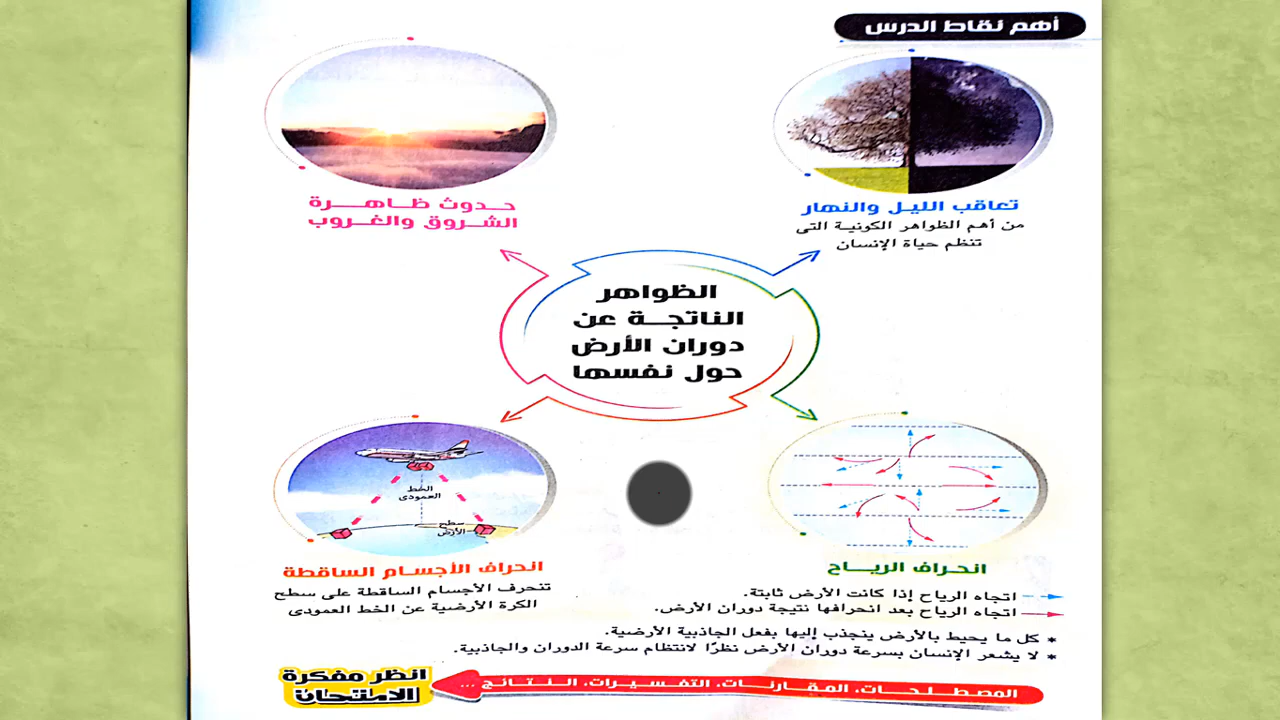 أهم نقاط الدرس
تعاقب الليل والنهار
من أهم الظواهر الكونية التى
تنظم حياة الإنسان
حدوث ظاهرة
الشروق والغروب
الظواهر
الناتجة عن
دوران الأرض
حول نفسها
انحراف الرياح
اتجاه الرياح إذا كانت الأرض ثابتة.
اتجاه الرياح بعد انحرافها نتيجة دوران الأرض.
الخط
العمودى
سطح
الأرض
انحراف الأجسام الساقطة
تنحرف الأجسام الساقطة على سطح
الكرة الأرضية عن الخط العمودى
* كل ما يحيط بالأرض ينجذب إليها بفعل الجاذبية الأرضية.
* لا يشعر الإنسان بسرعة دوران الأرض نظرًا لانتظام سرعة الدوران والجاذبية.
المصطلحات، المقارنات، التفسيرات، النتائج ...
انظر مفكرة
الامتحان